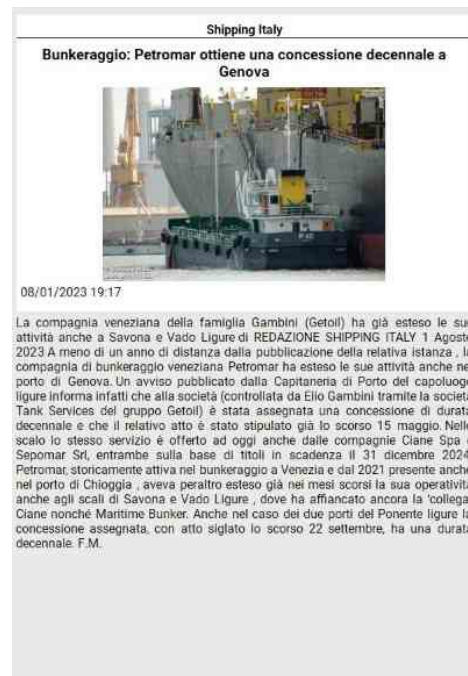 Shipping Italy
Bunkeraggio: Petromar ottiene una concessione decennale a
Genova
08/01/2023 19:17
La compagnia veneziana della famiglia Gambini (Getoil) ha già esteso le sue
attività anche a Savona e Vado Ligure di REDAZIONE SHIPPING ITALY 1 Agosto
2023 A meno di un anno di distanza dalla pubblicazione della relativa istanza , la
compagnia di bunkeraggio veneziana Petromar ha esteso le sue attività anche nel
porto di Genova. Un avviso pubblicato dalla Capitaneria di Porto del capoluogo
ligure informa infatti che alla società (controllata da Elio Gambini tramite la società
Tank Services del gruppo Getoil) è stata assegnata una concessione di durata
decennale e che il relativo atto è stato stipulato già lo scorso 15 maggio. Nello
scalo lo stesso servizio è offerto ad oggi anche dalle compagnie Ciane Spa e
Sepomar Srl, entrambe sulla base di titoli in scadenza il 31 dicembre 2024.
Petromar, storicamente attiva nel bunkeraggio a Venezia e dal 2021 presente anche
nel porto di Chioggia , aveva peraltro esteso già nei mesi scorsi la sua operatività
anche agli scali di Savona e Vado Ligure , dove ha affiancato ancora la 'collega'
Ciane nonché Maritime Bunker. Anche nel caso dei due porti del Ponente ligure la
concessione assegnata, con atto siglato lo scorso 22 settembre, ha una durata
decennale. F.M.